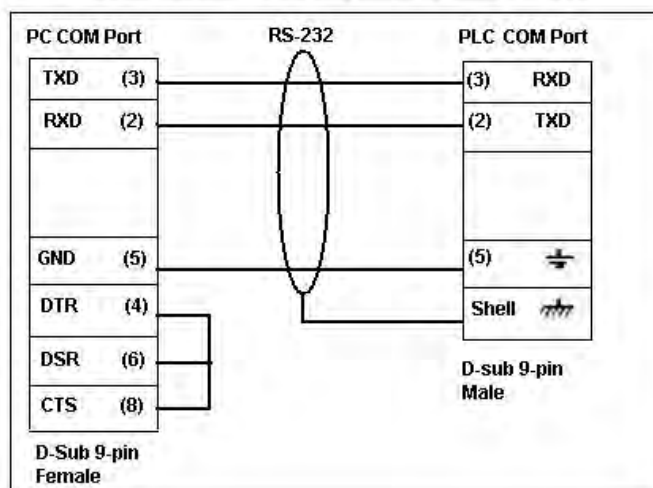 PC COM Port RS-232 PLC COM Port
TXD (3) (3) RXD
RXD (2) (2) TXD
GND (5) (5)
DTR (4) Shell
DSR (6)
CTS (8)
D-Sub 9-pin
Female
D-sub 9-pin
Male